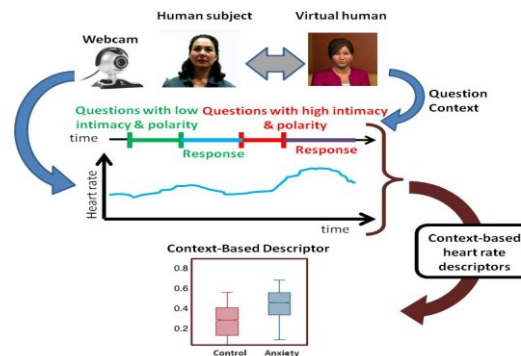 Human subject
Virtual human
Webcam
Question
Context
Questions with low
intimacy & polarity
Questions with high intimacy
& polarity
time
Response
Response
Heart rate
time
Context-Based Descriptor
Context-based
heart rate
descriptors
0.8
0.6
0.4
0.2
Control
Anxiety